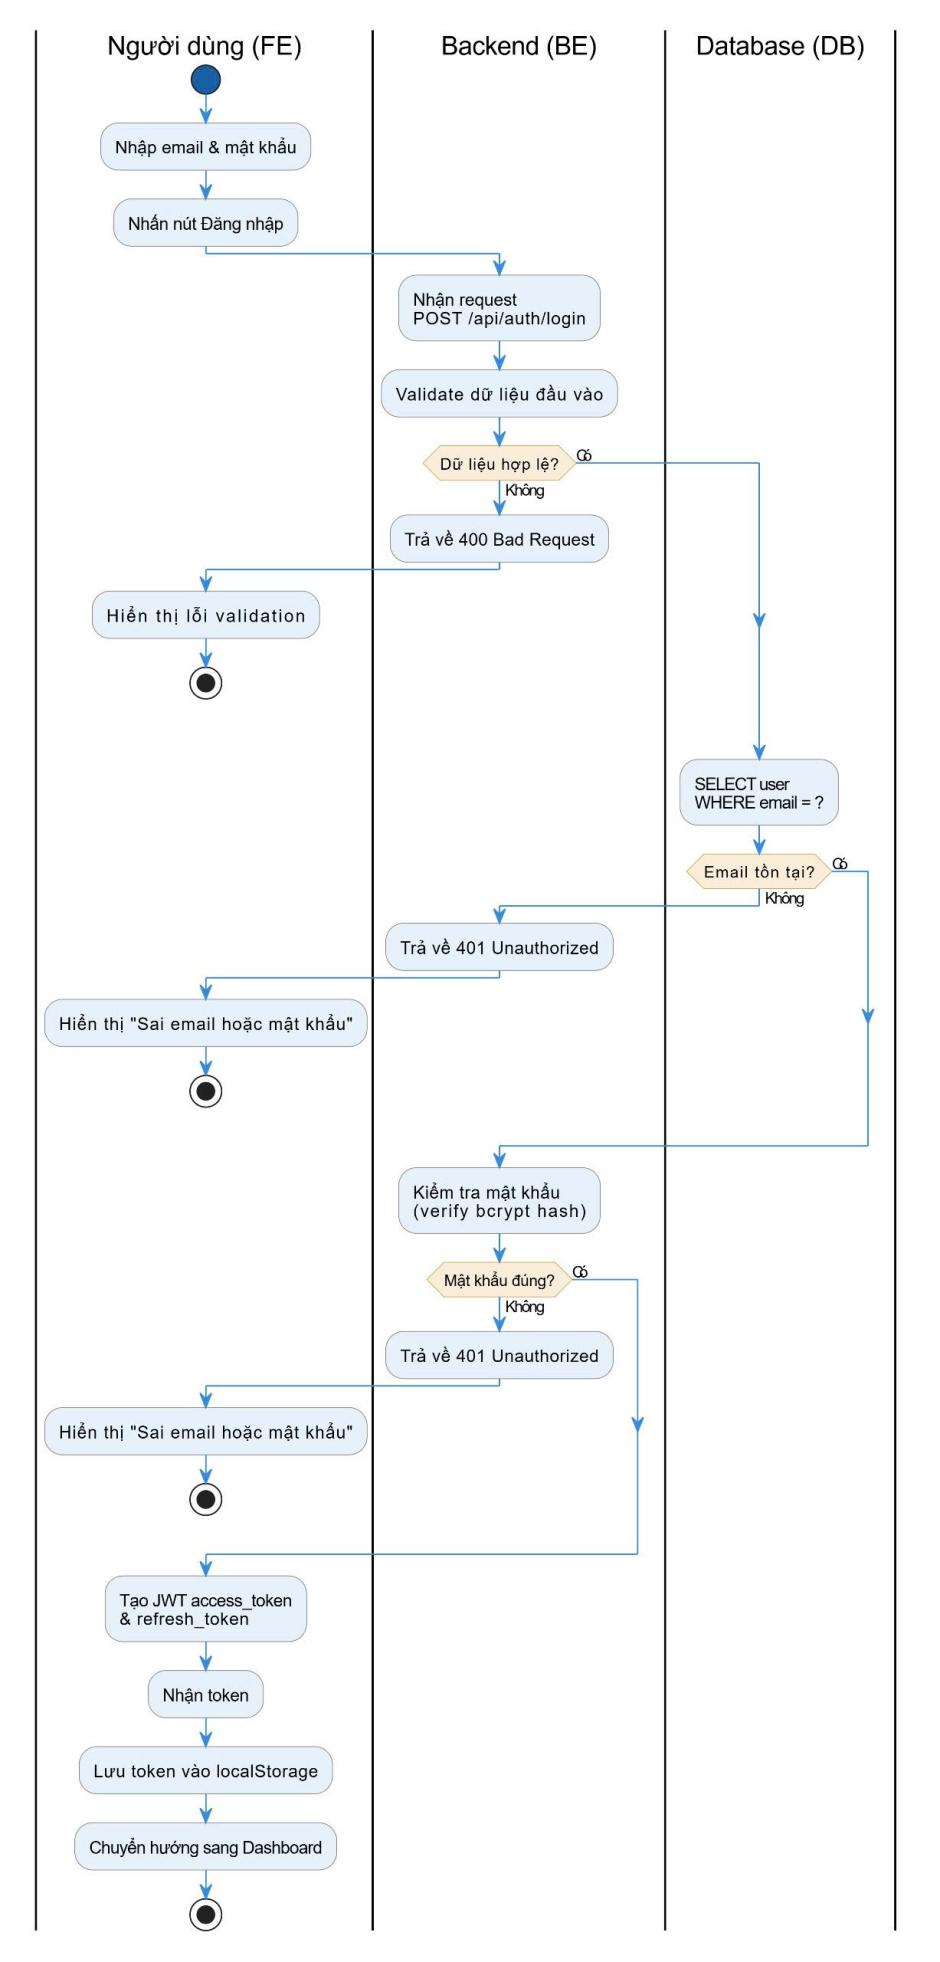 Người dùng (FE)
Backend (BE)
Database (DB)
Nhập email & mật khẩu
Nhấn nút Đăng nhập
Nhận request
POST /api/auth/login
Validate dữ liệu đầu vào
Dữ liệu hợp lệ?
Có
Không
Trả về 400 Bad Request
Hiển thị lỗi validation
SELECT user
WHERE email = ?
Email tồn tại?
Có
Không
Trả về 401 Unauthorized
Hiển thị "Sai email hoặc mật khẩu"
Kiểm tra mật khẩu
(verify bcrypt hash)
Mật khẩu đúng?
Có
Không
Trả về 401 Unauthorized
Hiển thị "Sai email hoặc mật khẩu"
Tạo JWT access_token
& refresh_token
Nhận token
Lưu token vào localStorage
Chuyển hướng sang Dashboard